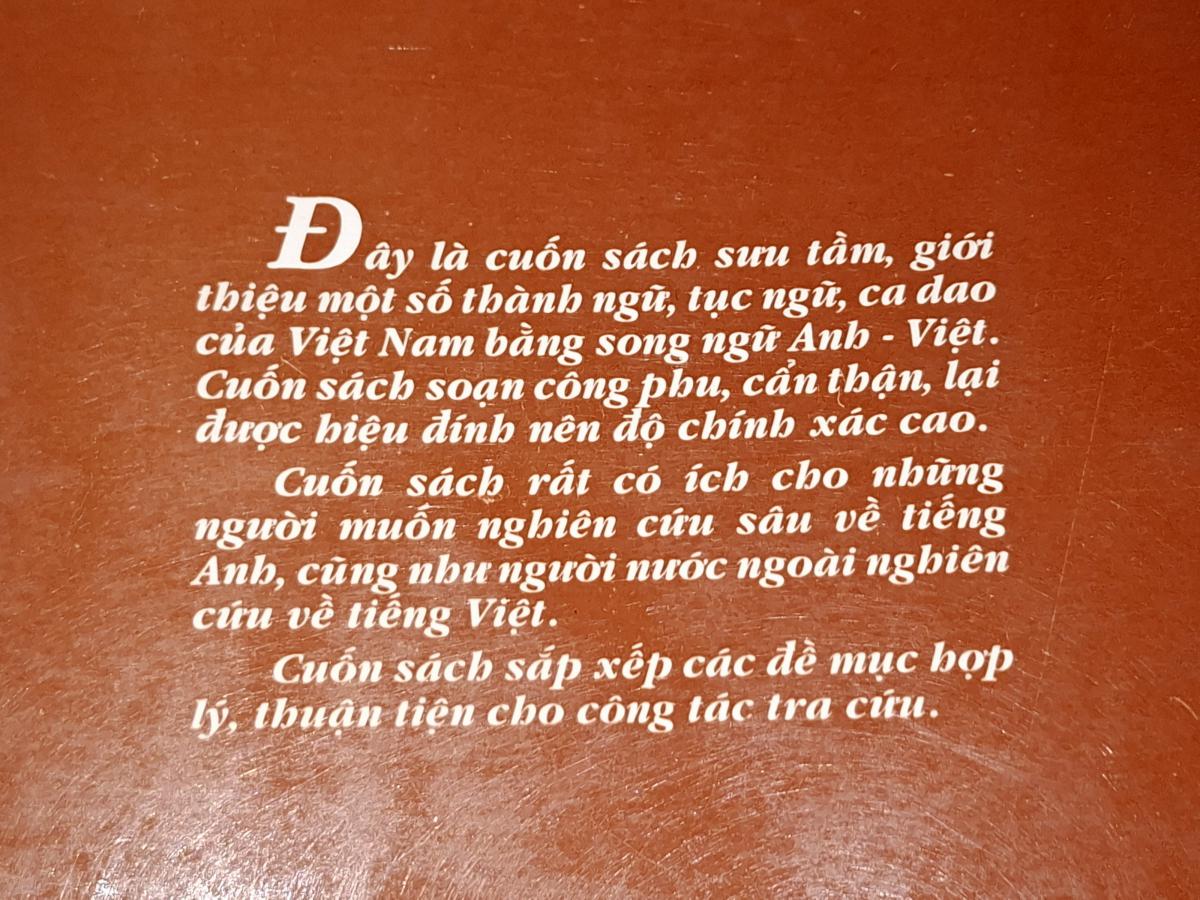 Đây là cuốn sách sưu tầm, giới
thiệu một số thành ngữ, tục ngữ, ca dao
của Việt Nam bằng song ngữ Anh - Việt.
Cuốn sách soạn công phu, cẩn thận, lại
được hiệu đính nên độ chính xác cao.
Cuốn sách rất có ích cho những
người muốn nghiên cứu sâu về tiếng
Anh, cũng như người nước ngoài nghiên
cứu về tiếng Việt.
Cuốn sách sắp xếp các đề mục hợp
lý, thuận tiện cho công tác tra cứu.